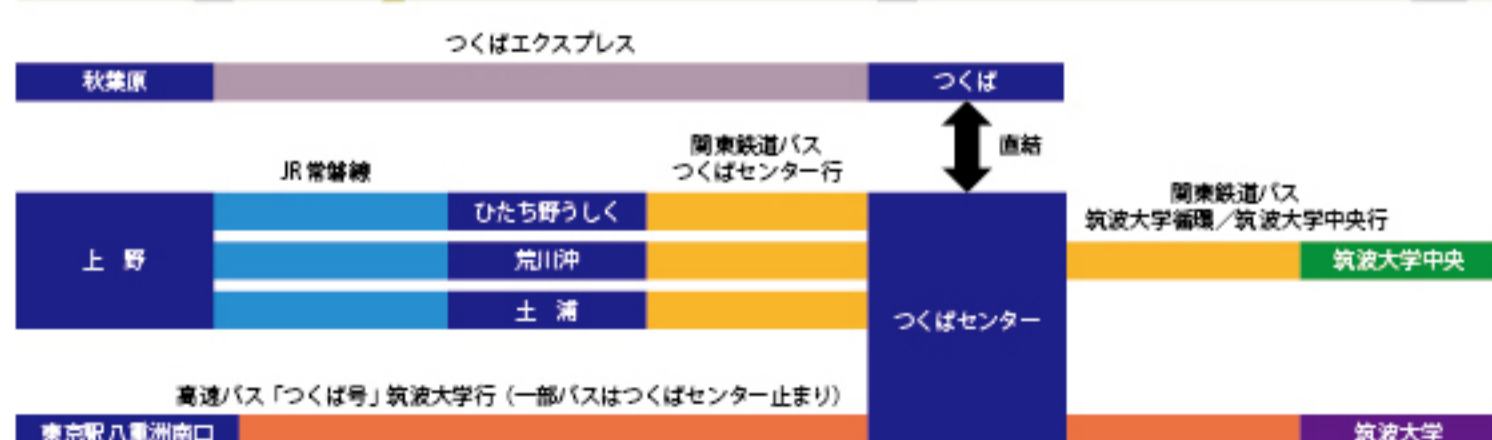 つくばエクスプレス
秋葉原
つくば
直結
JR常磐線
関東鉄道バス
つくばセンター行
関東鉄道バス
筑波大学循環／筑波大学中央行
上 野
ひたち野うしく
荒川沖
土 浦
つくばセンター
筑波大学中央
高速バス「つくば号」筑波大学行（一部バスはつくばセンター止まり）
東京駅八重洲南口
筑波大学